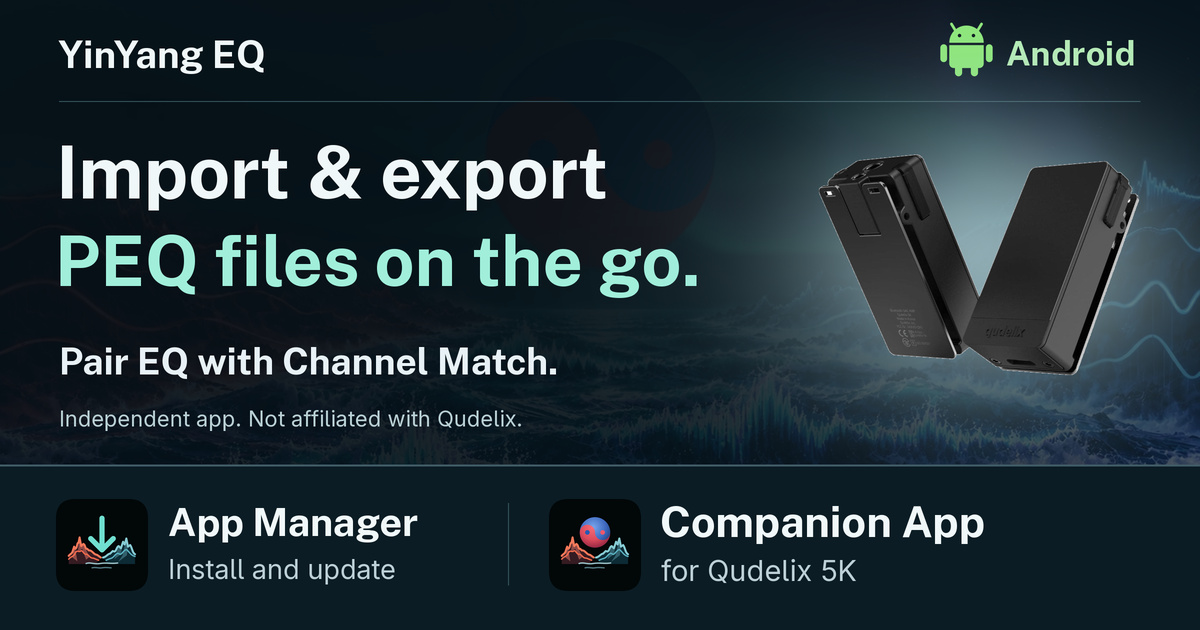 YinYang EQ
Android
Import & export
PEQ files on the go.
Pair EQ with Channel Match.
Independent app. Not affiliated with Qudelix.
qudelix
App Manager
Install and update
Companion App
for Qudelix 5K